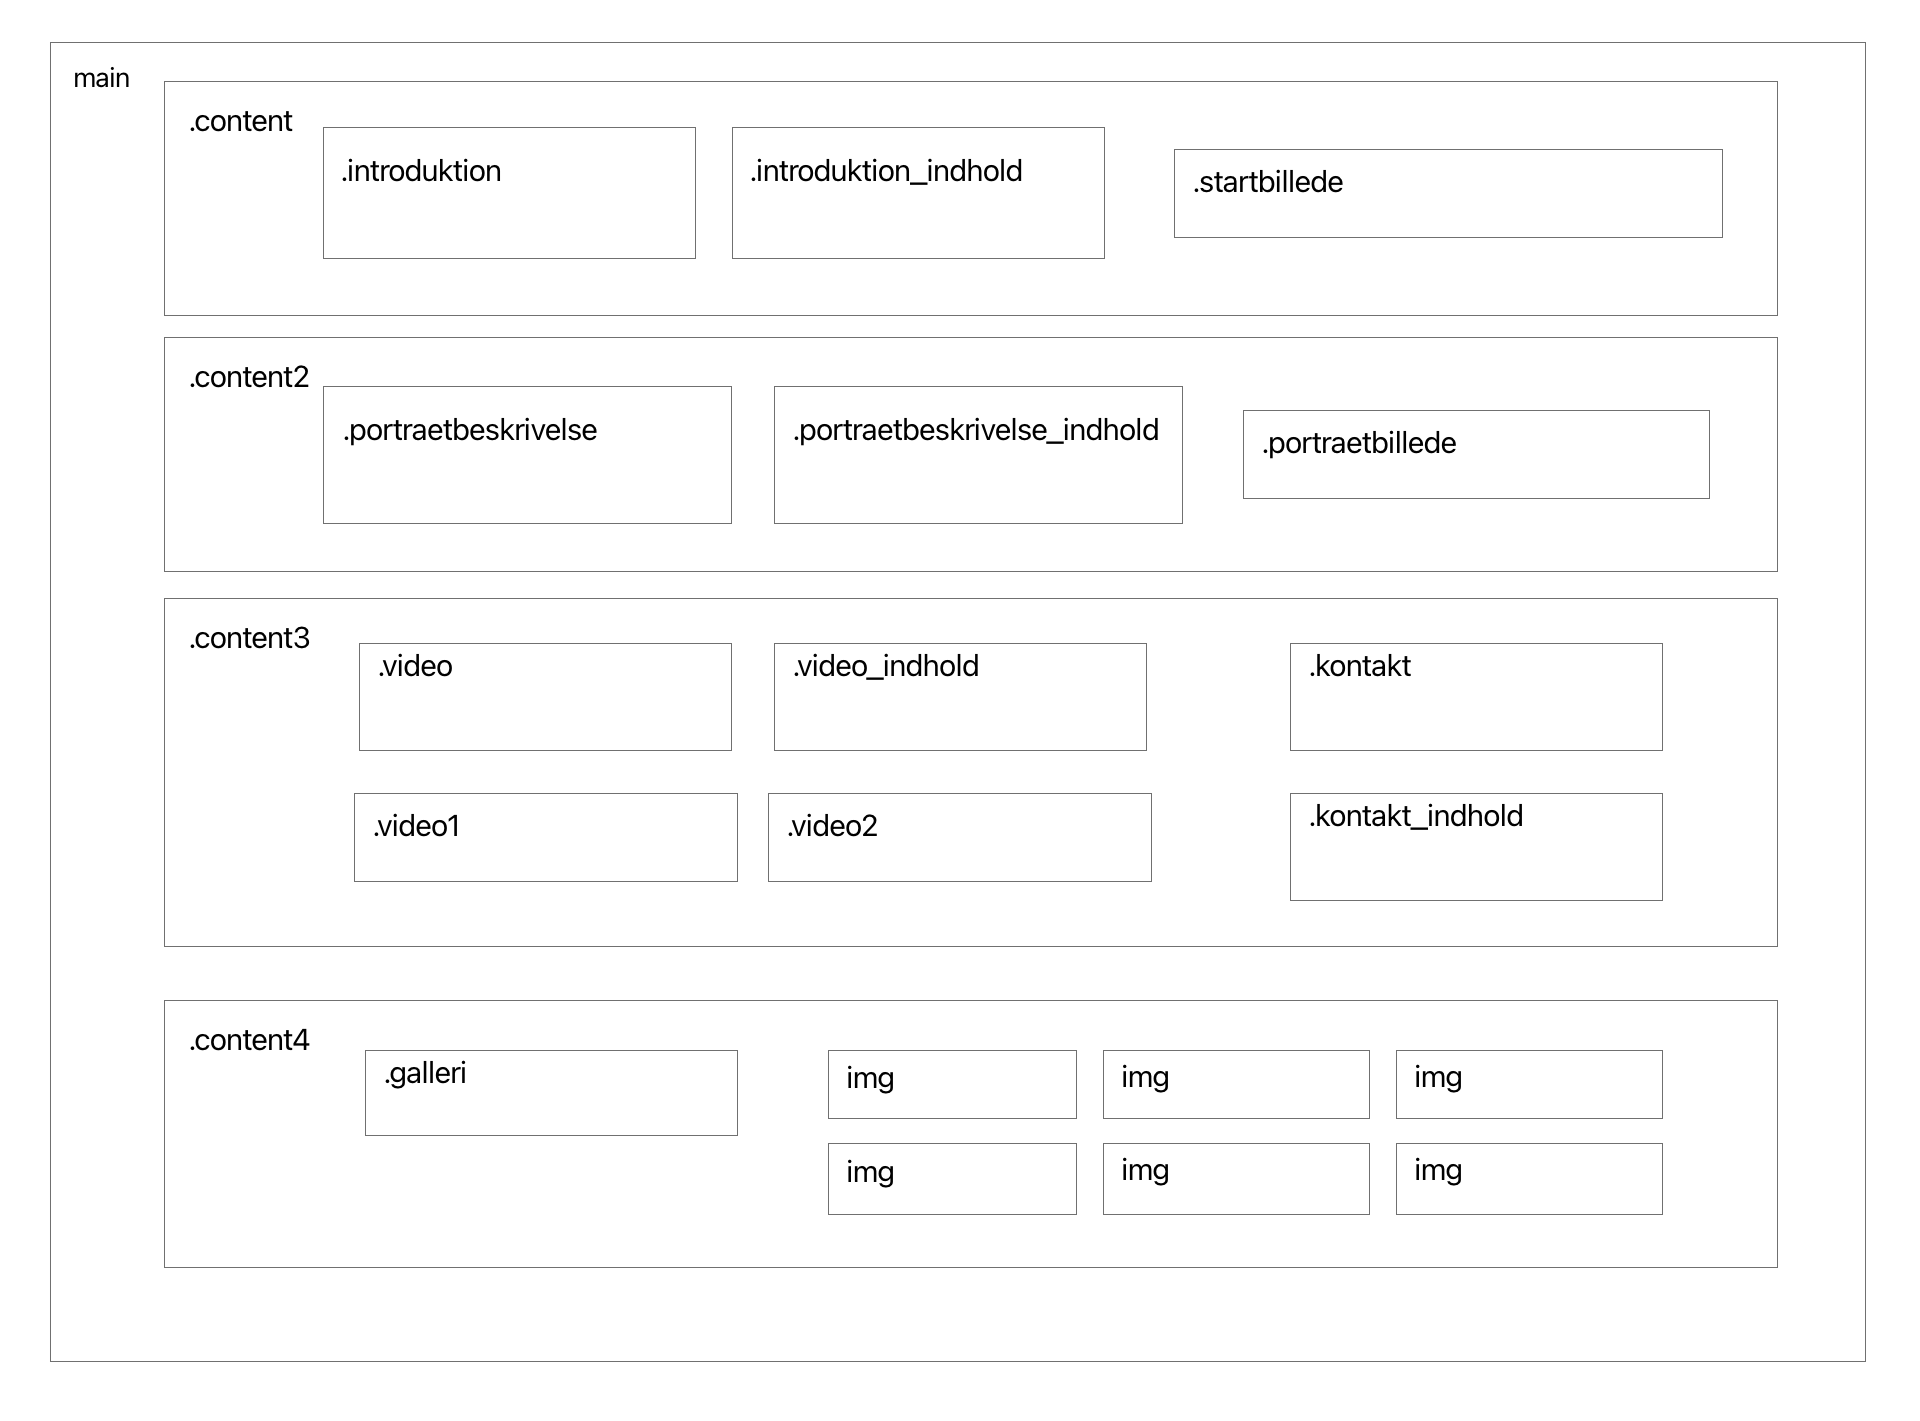 main
.content
.introduktion
.introduktion_indhold
.startbillede
.content2
.portraetbeskrivelse
.portraetbeskrivelse_indhold
.portraetbillede
.content3
.video
.video_indhold
.kontakt
.video1
.video2
.kontakt_indhold
.content4
.galleri
img
img
img
img
img
img